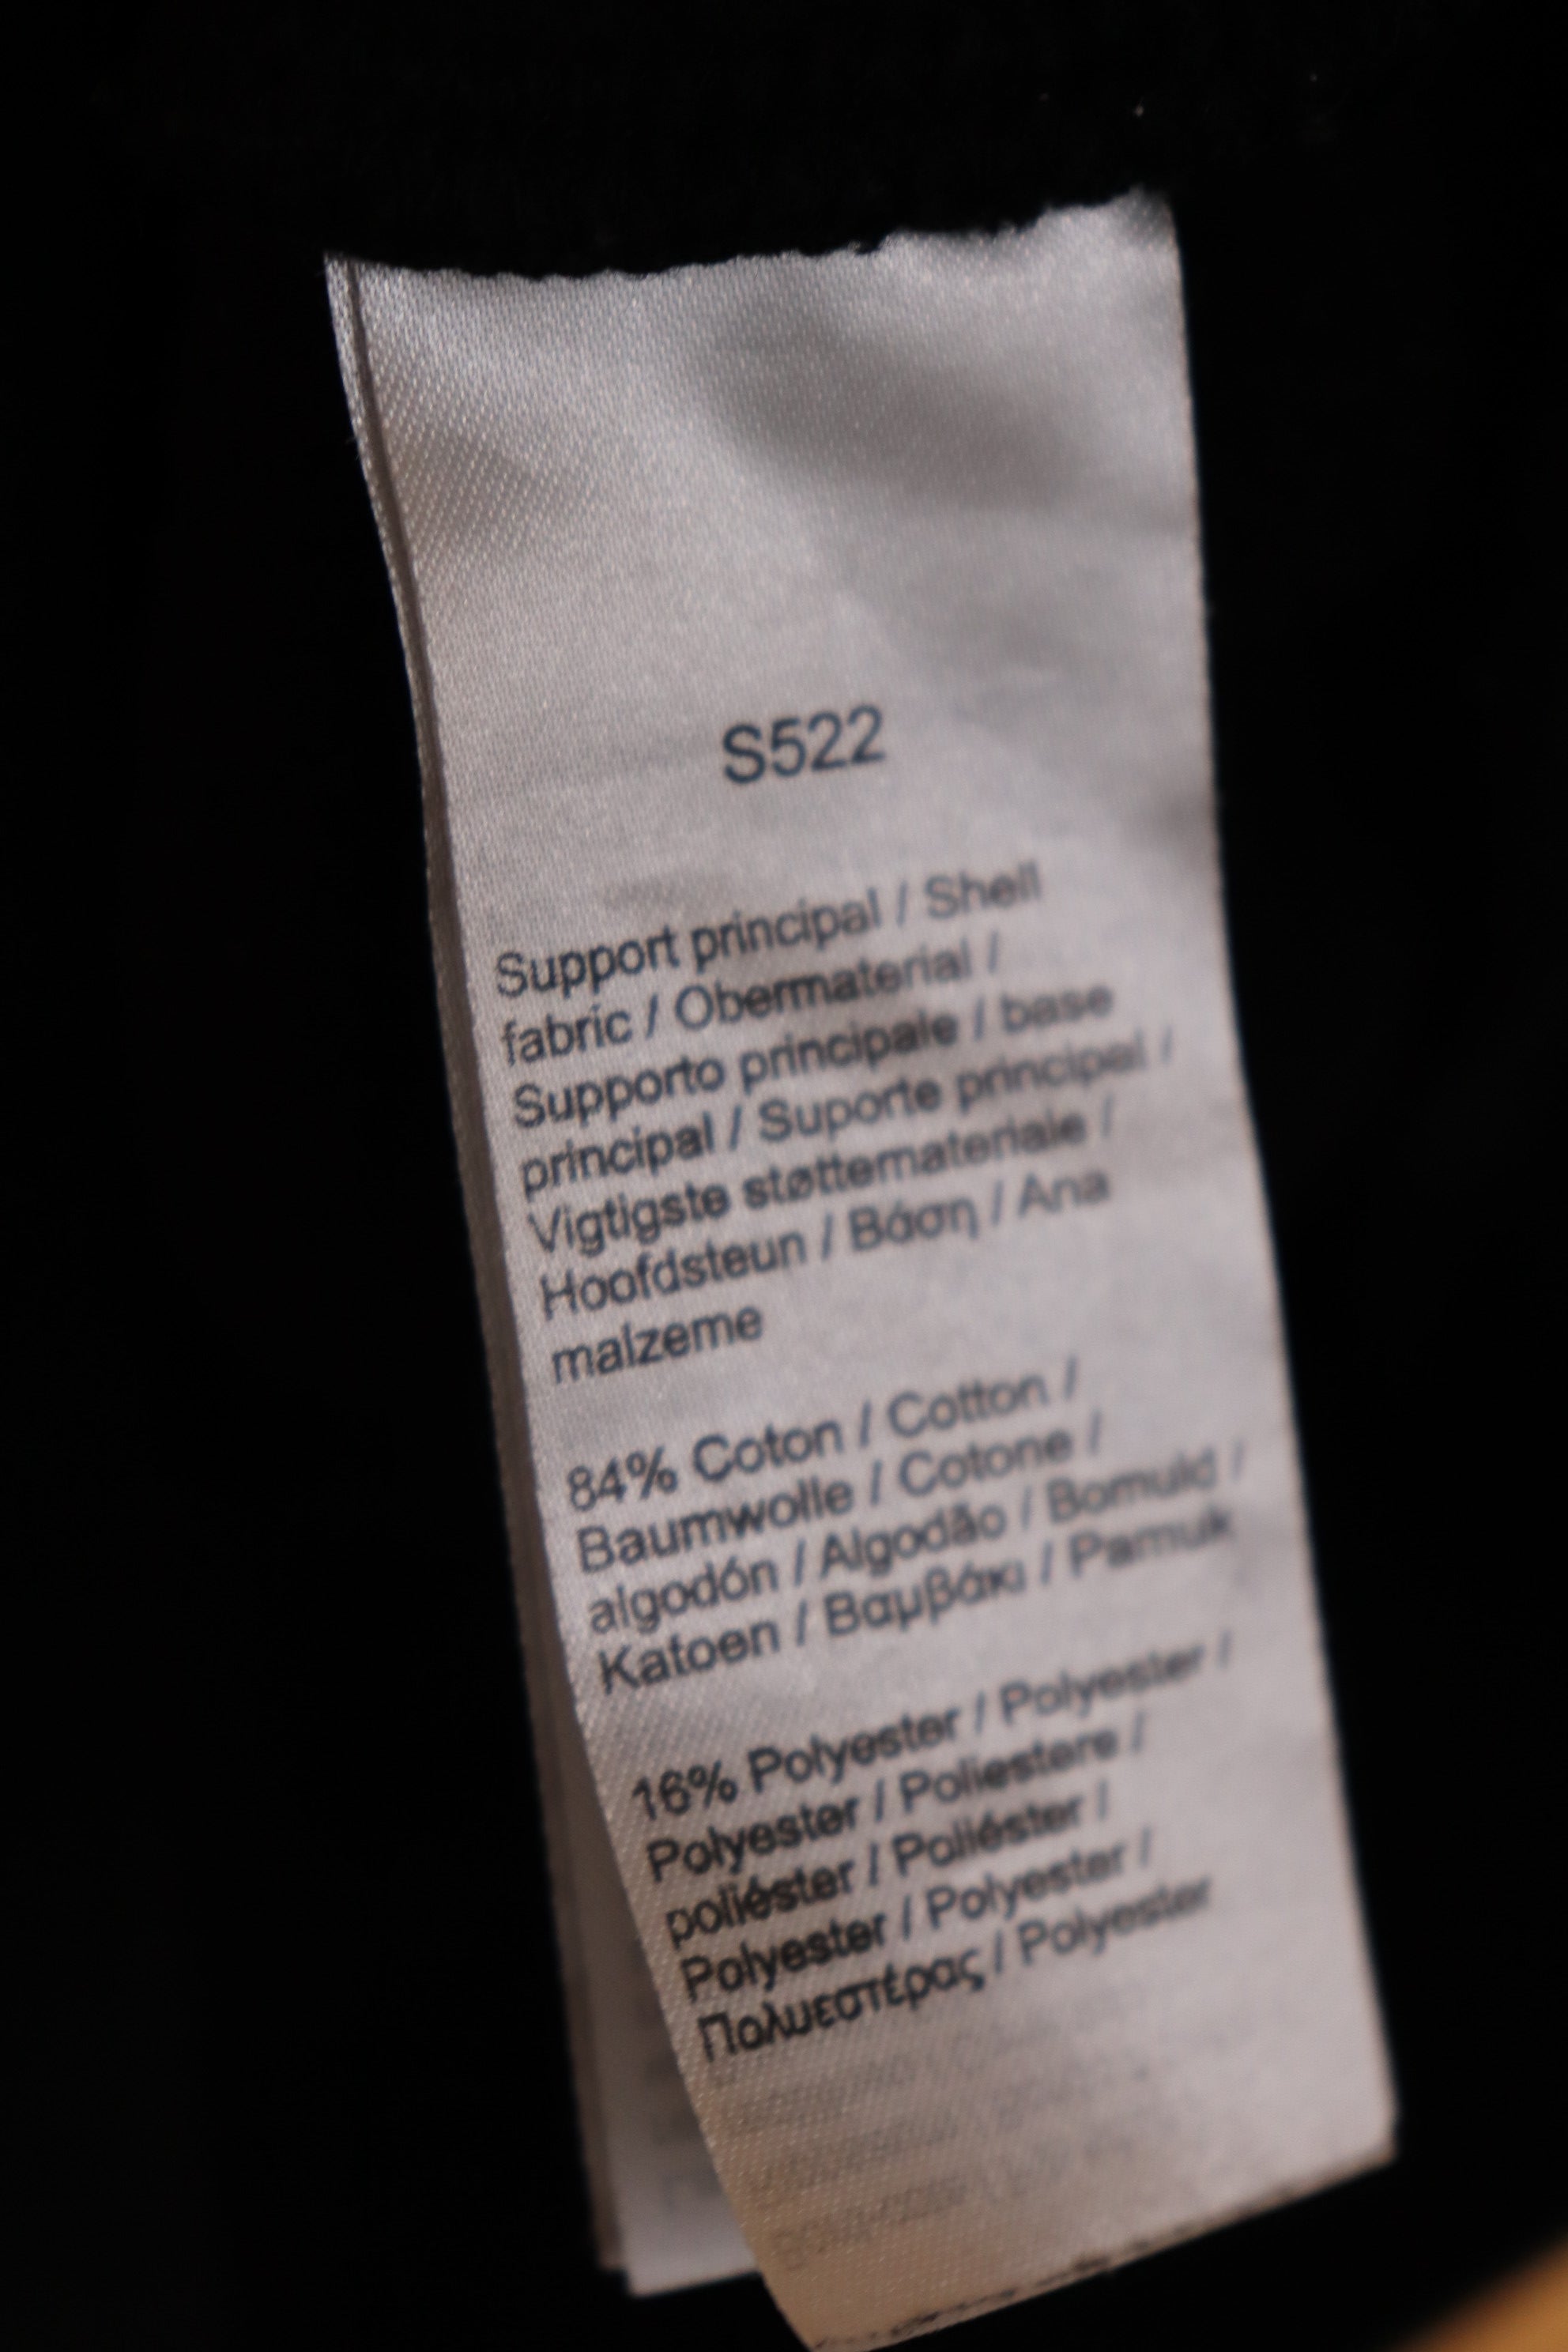 S522
Support principal / Shell
fabric / Obermaterial /
Supporto principale / base
principal / Suporte principal /
Vigtigste støttemateriale /
Hoofdsteun / Βάση / Ana
malzeme
84% Coton / Cotton /
Baumwolle / Cotone /
algodón / Algodão / Bomuld /
Katoen / Βαμβάκι / Pamuk
16% Polyester / Polyester /
Polyester / Poliestere /
poliéster / Poliéster /
Polyester / Polyester /
Πολυεστέρας / Polyester